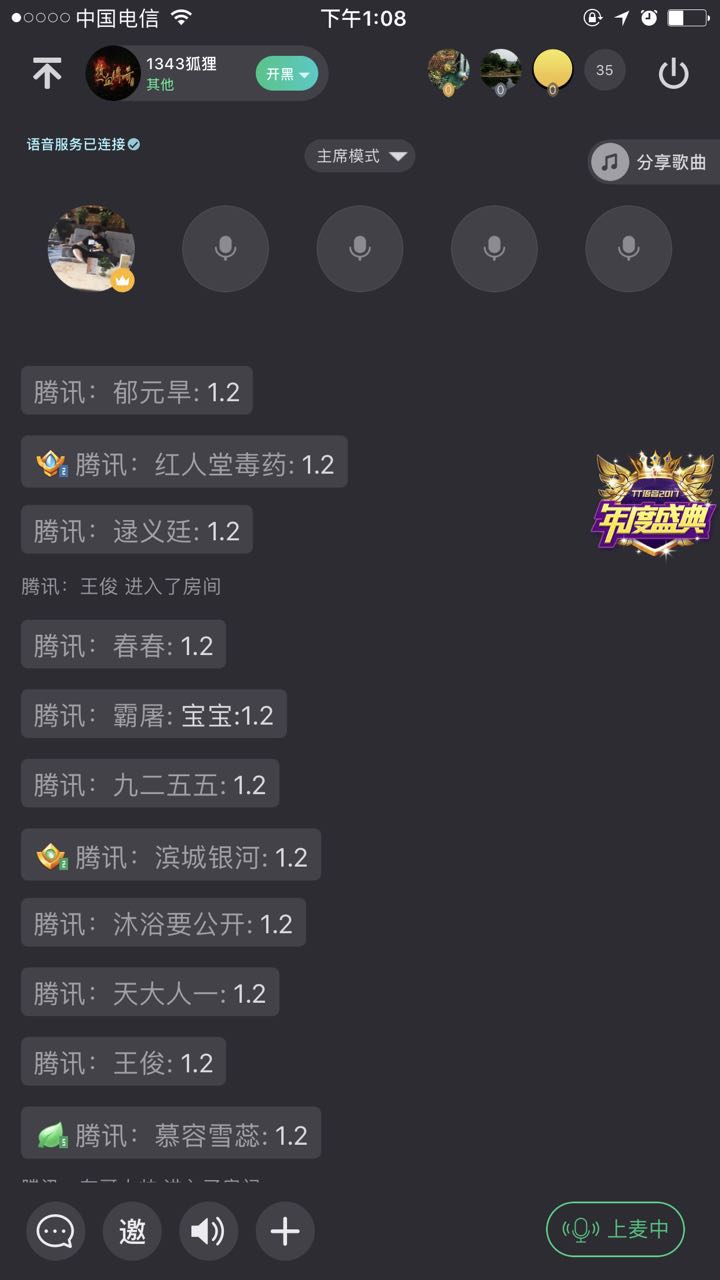 中国电信 下午1:08
1343狐狸
其他
开黑
0 0 0 35
语音服务已连接
主席模式
分享歌曲
腾讯：郁元旱: 1.2
2 腾讯：红人堂毒药: 1.2
TT语音2017
年度盛典
腾讯：逯义廷: 1.2
腾讯：王俊 进入了房间
腾讯：春春: 1.2
腾讯：霸屠: 宝宝:1.2
腾讯：九二五五: 1.2
2 腾讯：滨城银河: 1.2
腾讯：沐浴要公开: 1.2
腾讯：天大人一: 1.2
腾讯：王俊: 1.2
5 腾讯：慕容雪蕊: 1.2
邀
上麦中